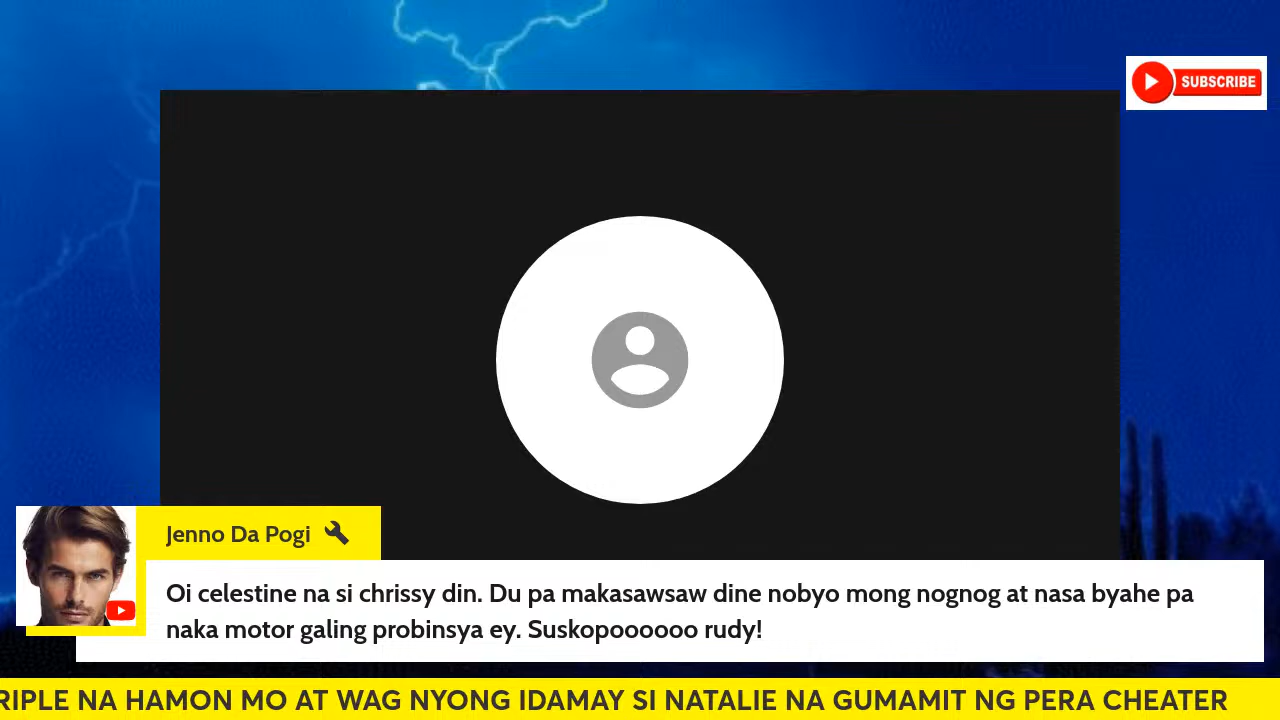 SUBSCRIBE
Jenno Da Pogi
Oi celestine na si chrissy din. Du pa makasawsaw dine nobyo mong nognog at nasa byahe pa
naka motor galing probinsya ey. Suskopoooooo rudy!
RIPLE NA HAMON MO AT WAG NYONG IDAMAY SI NATALIE NA GUMAMIT NG PERA CHEATER